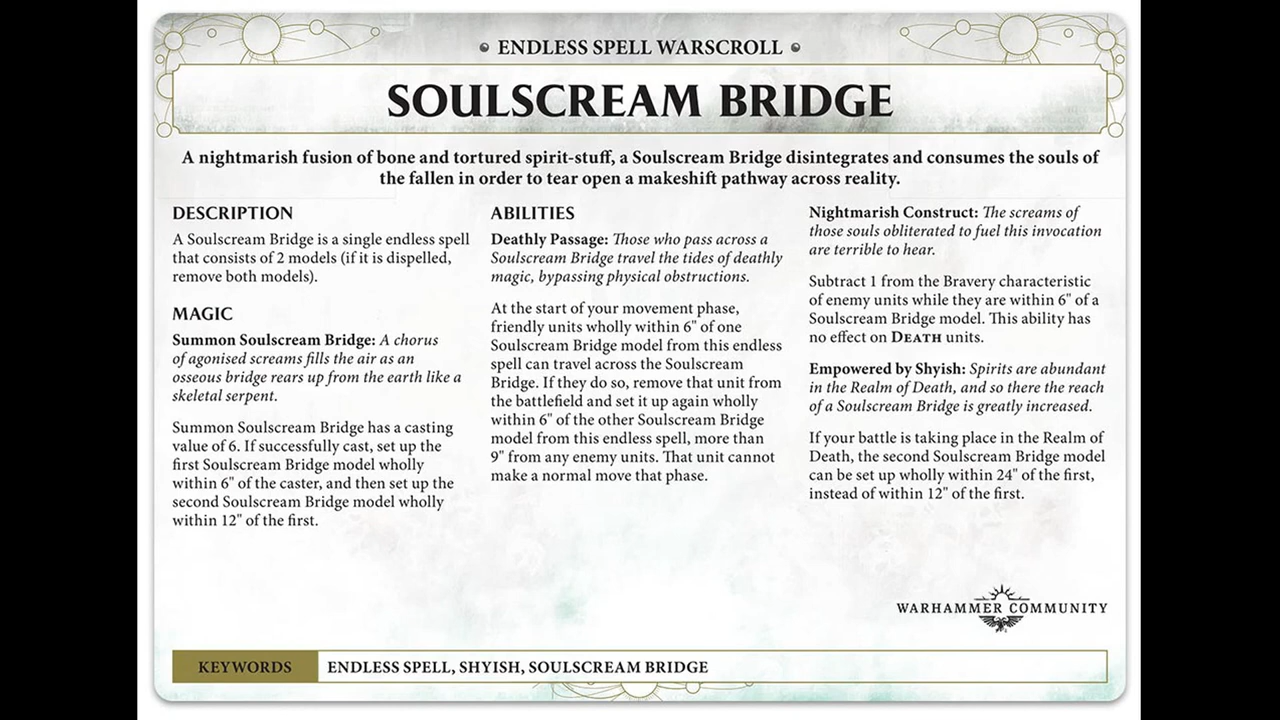 ENDLESS SPELL WARSCROLL
SOULSCREAM BRIDGE
A nightmarish fusion of bone and tortured spirit-stuff, a Soulscream Bridge disintegrates and consumes the souls of
the fallen in order to tear open a makeshift pathway across reality.
DESCRIPTION
A Soulscream Bridge is a single endless spell
that consists of 2 models (if it is dispelled,
remove both models).
MAGIC
Summon Soulscream Bridge: A chorus
of agonised screams fills the air as an
osseous bridge rears up from the earth like a
skeletal serpent.
Summon Soulscream Bridge has a casting
value of 6. If successfully cast, set up the
first Soulscream Bridge model wholly
within 6" of the caster, and then set up the
second Soulscream Bridge model wholly
within 12" of the first.
ABILITIES
Deathly Passage: Those who pass across a
Soulscream Bridge travel the tides of deathly
magic, bypassing physical obstructions.
At the start of your movement phase,
friendly units wholly within 6" of one
Soulscream Bridge model from this endless
spell can travel across the Soulscream
Bridge. If they do so, remove that unit from
the battlefield and set it up again wholly
within 6" of the other Soulscream Bridge
model from this endless spell, more than
9" from any enemy units. That unit cannot
make a normal move that phase.
Nightmarish Construct: The screams of
those souls obliterated to fuel this invocation
are terrible to hear.
Subtract 1 from the Bravery characteristic
of enemy units while they are within 6" of a
Soulscream Bridge model. This ability has
no effect on DEATH units.
Empowered by Shyish: Spirits are abundant
in the Realm of Death, and so there the reach
of a Soulscream Bridge is greatly increased.
If your battle is taking place in the Realm of
Death, the second Soulscream Bridge model
can be set up wholly within 24" of the first,
instead of within 12" of the first.
WARHAMMER COMMUNITY
KEYWORDS
ENDLESS SPELL, SHYISH, SOULSCREAM BRIDGE